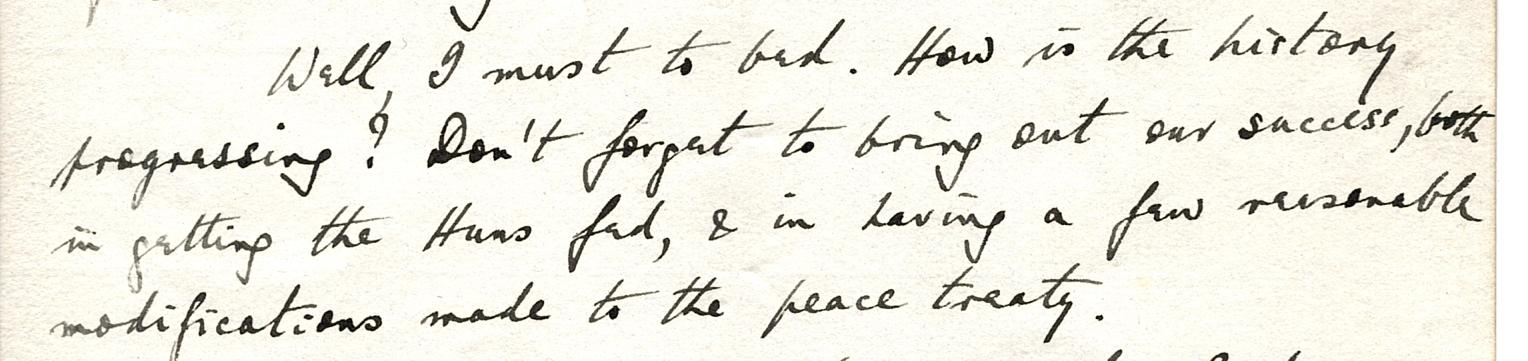 Well, I must to bed. How is the history
progressing? Don't forget to bring out our success, both
in getting the Huns fed, & in having a few reasonable
modifications made to the peace treaty.